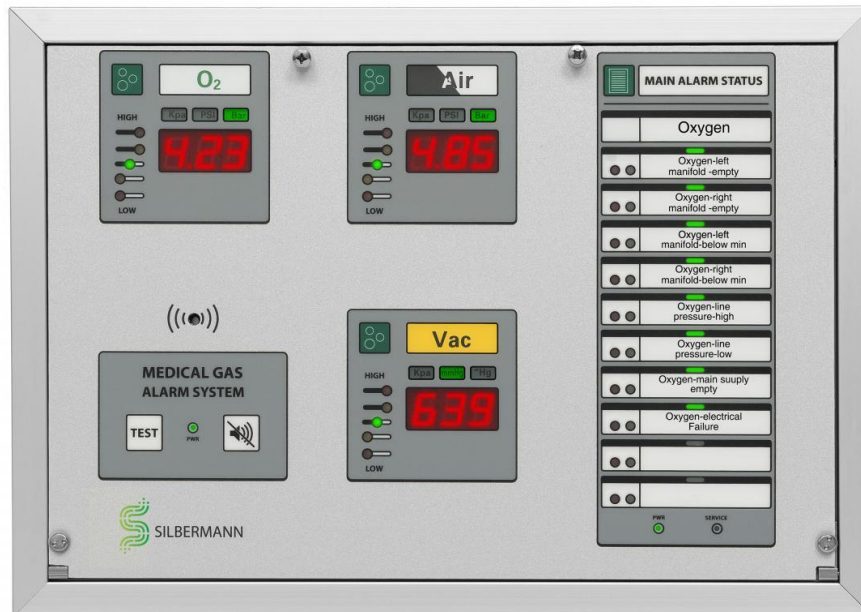 O₂
Kpa PSI Bar
HIGH
4.23
LOW
Air
Kpa PSI Bar
HIGH
4.85
LOW
MEDICAL GAS
ALARM SYSTEM
TEST
PWR
SILBERMANN
Vac
Kpa mmHg "Hg
HIGH
639
LOW
MAIN ALARM STATUS
Oxygen
Oxygen-left
manifold -empty
Oxygen-right
manifold -empty
Oxygen-left
manifold-below min
Oxygen-right
manifold-below min
Oxygen-line
pressure-high
Oxygen-line
pressure-low
Oxygen-main suuply
empty
Oxygen-electrical
Failure
PWR SERVICE